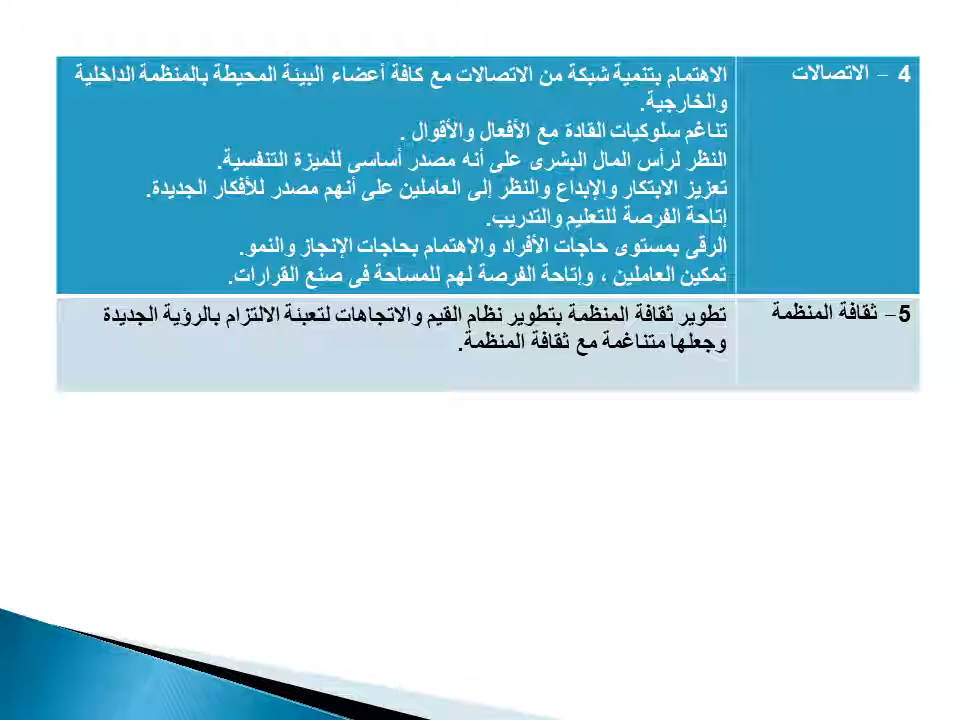 4 – الاتصالات
الاهتمام بتنمية شبكة من الاتصالات مع كافة أعضاء البيئة المحيطة بالمنظمة الداخلية
والخارجية.
تناغم سلوكيات القادة مع الأفعال والأقوال .
النظر لرأس المال البشرى على أنه مصدر أساسى للميزة التنفسية.
تعزيز الابتكار والإبداع والنظر إلى العاملين على أنهم مصدر للأفكار الجديدة.
إتاحة الفرصة للتعليم والتدريب.
الرقى بمستوى حاجات الأفراد والاهتمام بحاجات الإنجاز والنمو.
تمكين العاملين ، وإتاحة الفرصة لهم للمساحة فى صنع القرارات.
5– ثقافة المنظمة
تطوير ثقافة المنظمة بتطوير نظام القيم والاتجاهات لتعبئة الالتزام بالرؤية الجديدة
وجعلها متناغمة مع ثقافة المنظمة.